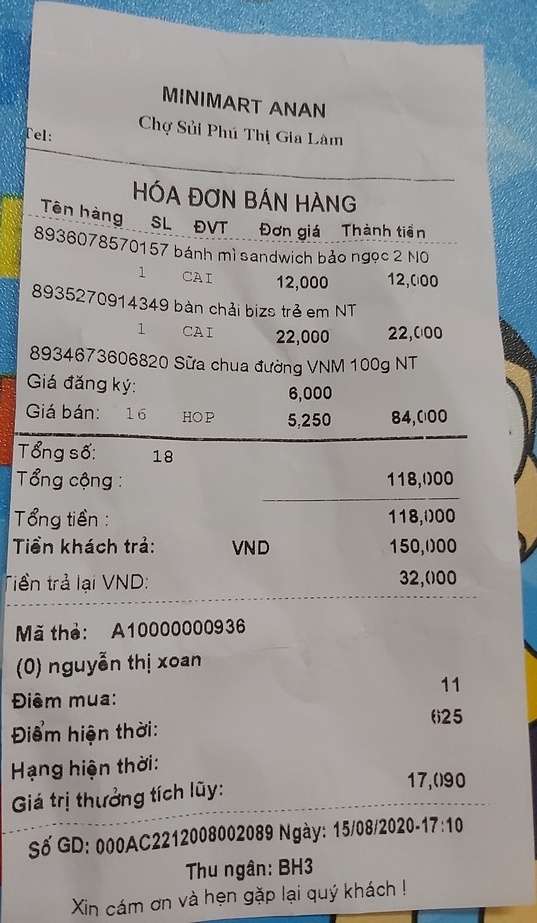 MINIMART ANAN
Chợ Sủi Phú Thị Gia Lâm
Tel:
HÓA ĐƠN BÁN HÀNG
Tên hàng SL ĐVT Đơn giá Thành tiền
8936078570157 bánh mì sandwich bảo ngọc 2 NO
1 CAI 12,000 12,000
8935270914349 bàn chải bizs trẻ em NT
1 CAI 22,000 22,000
8934673606820 Sữa chua đường VNM 100g NT
Giá đăng ký: 6,000
Giá bán: 16 HOP 5,250 84,000
Tổng số: 18
Tổng cộng : 118,000
Tổng tiền : 118,000
Tiền khách trả: VND 150,000
Tiền trả lại VND: 32,000
Mã thẻ: A10000000936
(0) nguyễn thị xoan
Điểm mua: 11
Điểm hiện thời: 625
Hạng hiện thời:
Giá trị thưởng tích lũy: 17,090
Số GD: 000AC2212008002089 Ngày: 15/08/2020-17:10
Thu ngân: BH3
Xin cám ơn và hẹn gặp lại quý khách !